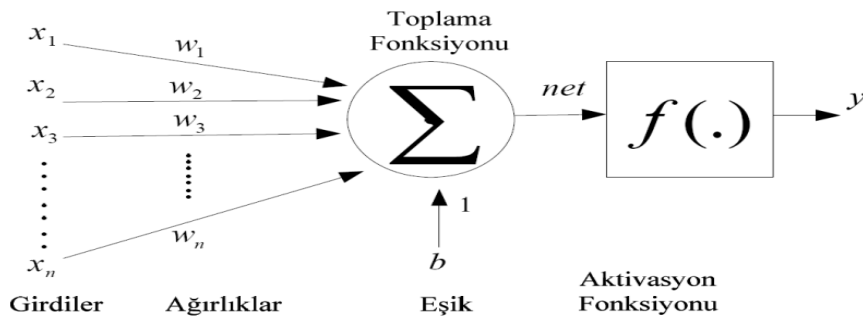 Toplama
Fonksiyonu
x₁
w₁
x₂
w₂
x₃
w₃
net
f(.)
y
∑
1
xₙ
wₙ
b
Girdiler
Ağırlıklar
Eşik
Aktivasyon
Fonksiyonu